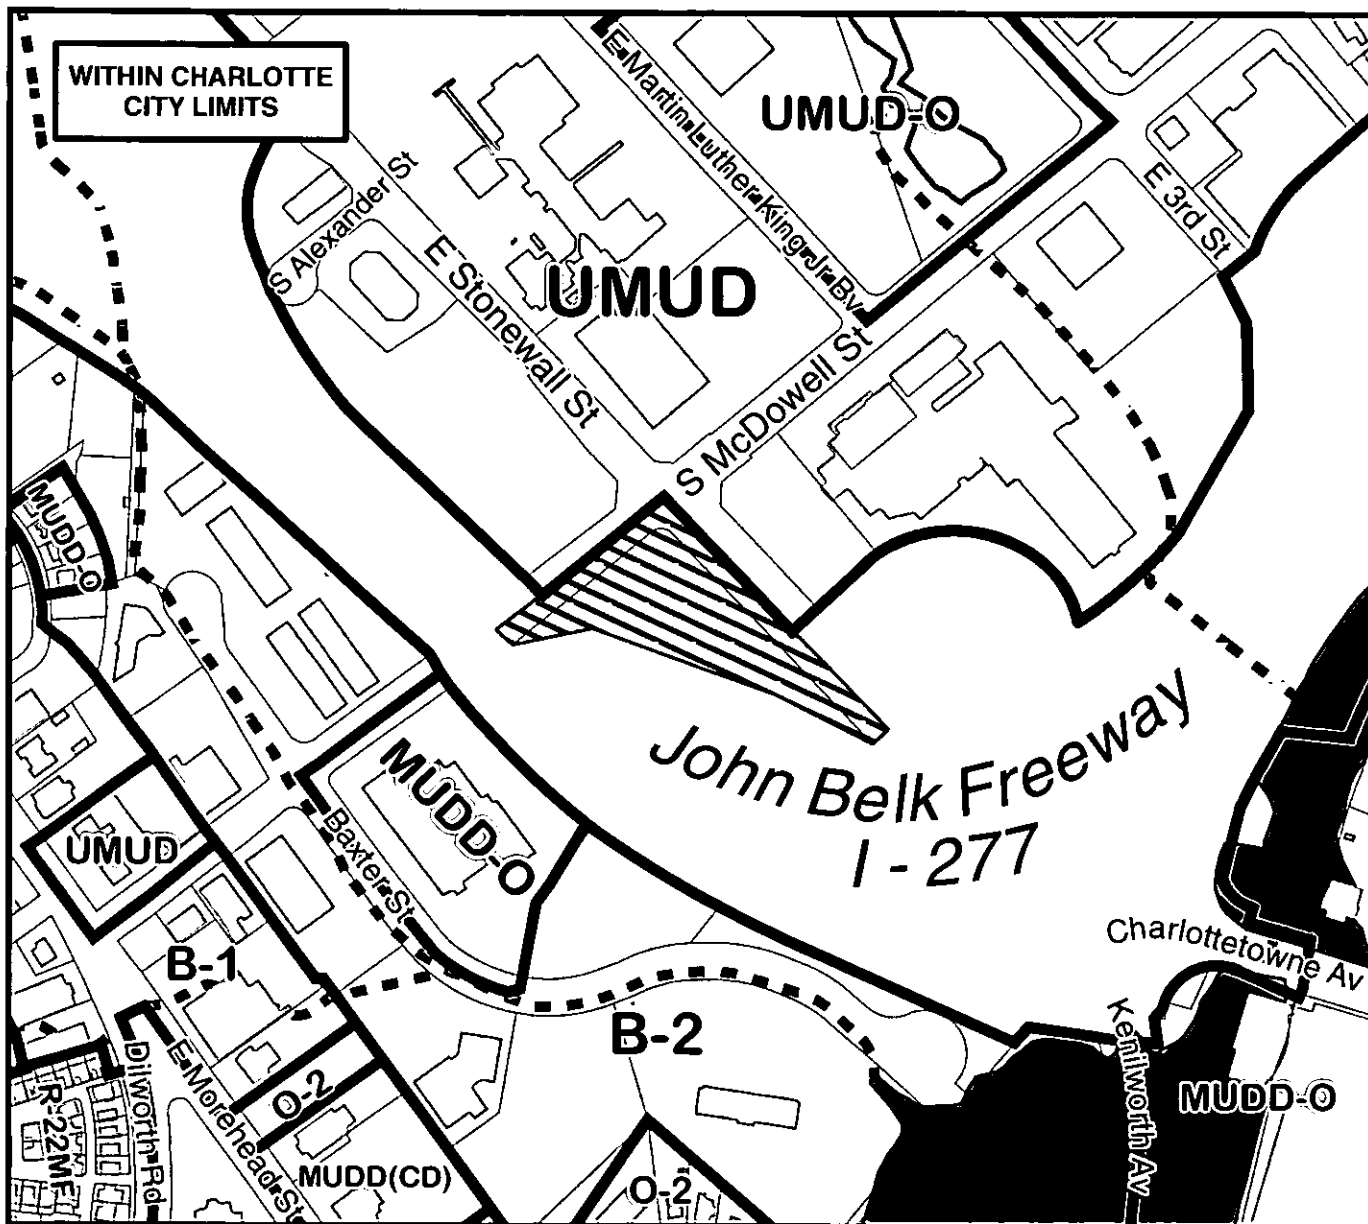 WITHIN CHARLOTTE
CITY LIMITS
E Martin Luther King Jr Bv
UMUD-O
S Alexander St
E 3rd St
E Stonewall St
UMUD
S McDowell St
MUDD-O
John Belk Freeway
I - 277
MUDD-O
UMUD
Baxter St
B-1
Charlottetowne Av
B-2
Kenilworth Av
MUDD-O
Dilworth Rd
E Morehead St
O-2
R-22MF
MUDD(CD)
O-2